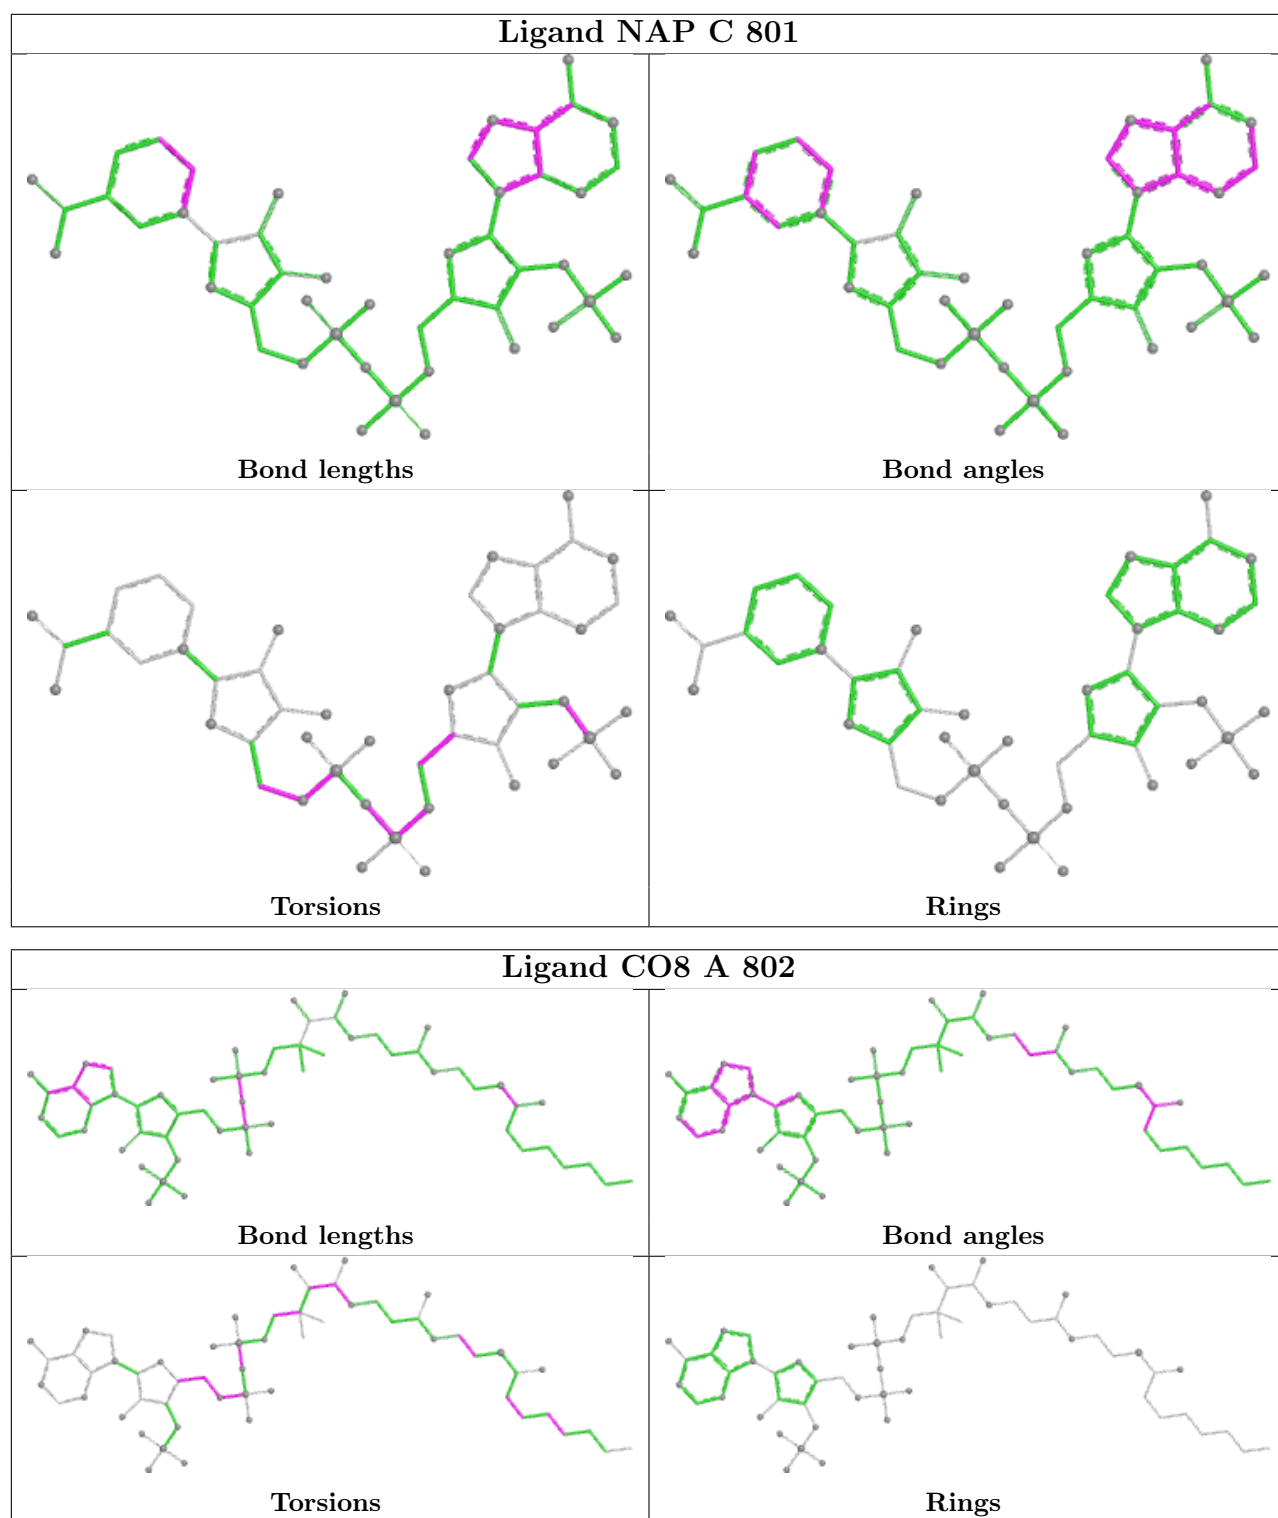 Ligand NAP C 801
Bond lengths
Bond angles
Torsions
Rings
Ligand CO8 A 802
Bond lengths
Bond angles
Torsions
Rings